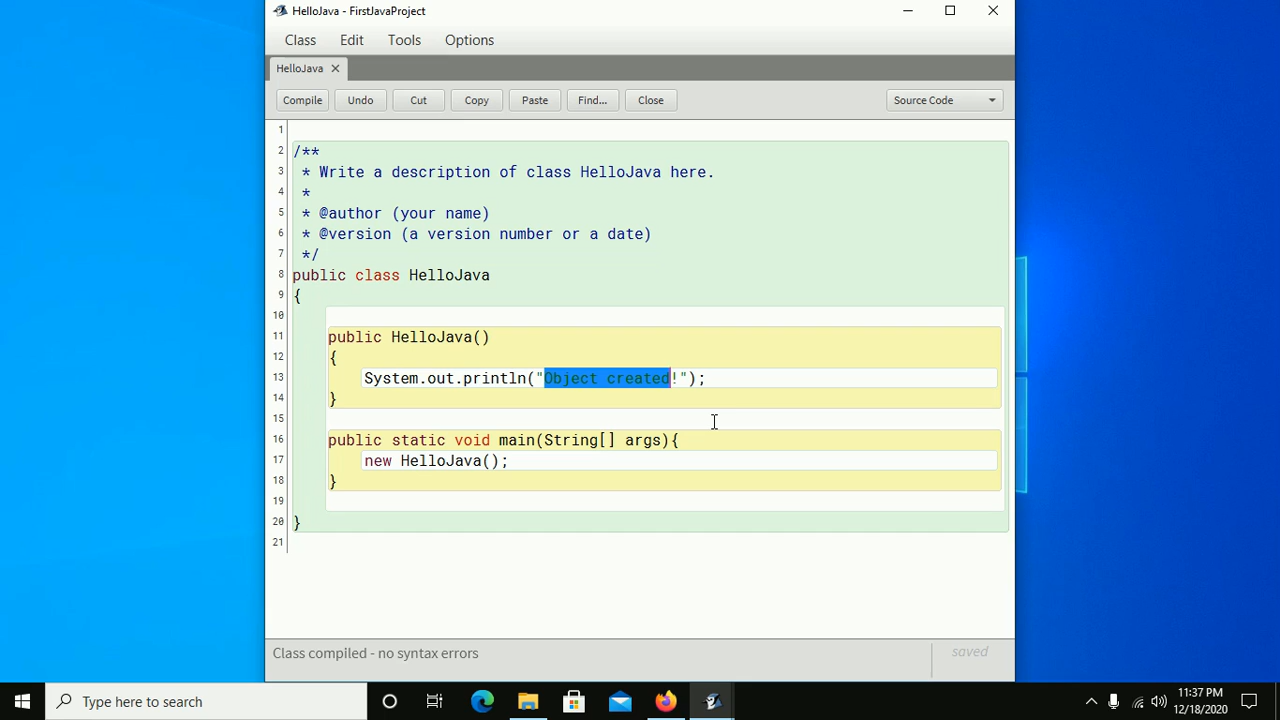 HelloJava - FirstJavaProject
Class Edit Tools Options
HelloJava
Compile Undo Cut Copy Paste Find... Close Source Code
1
2 /**
3  * Write a description of class HelloJava here.
4  *
5  * @author (your name)
6  * @version (a version number or a date)
7  */
8 public class HelloJava
9 {
10
11     public HelloJava()
12     {
13         System.out.println("Object created!");
14     }
15
16     public static void main(String[] args){
17         new HelloJava();
18     }
19
20 }
21
Class compiled - no syntax errors
saved
Type here to search
11:37 PM
12/18/2020